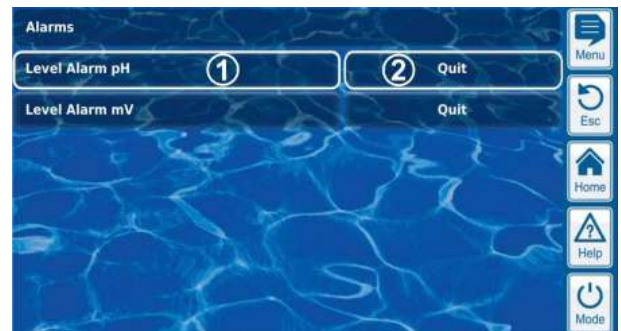 Alarms
Level Alarm pH ① ② Quit
Level Alarm mV Quit
Menu
Esc
Home
? Help
Mode